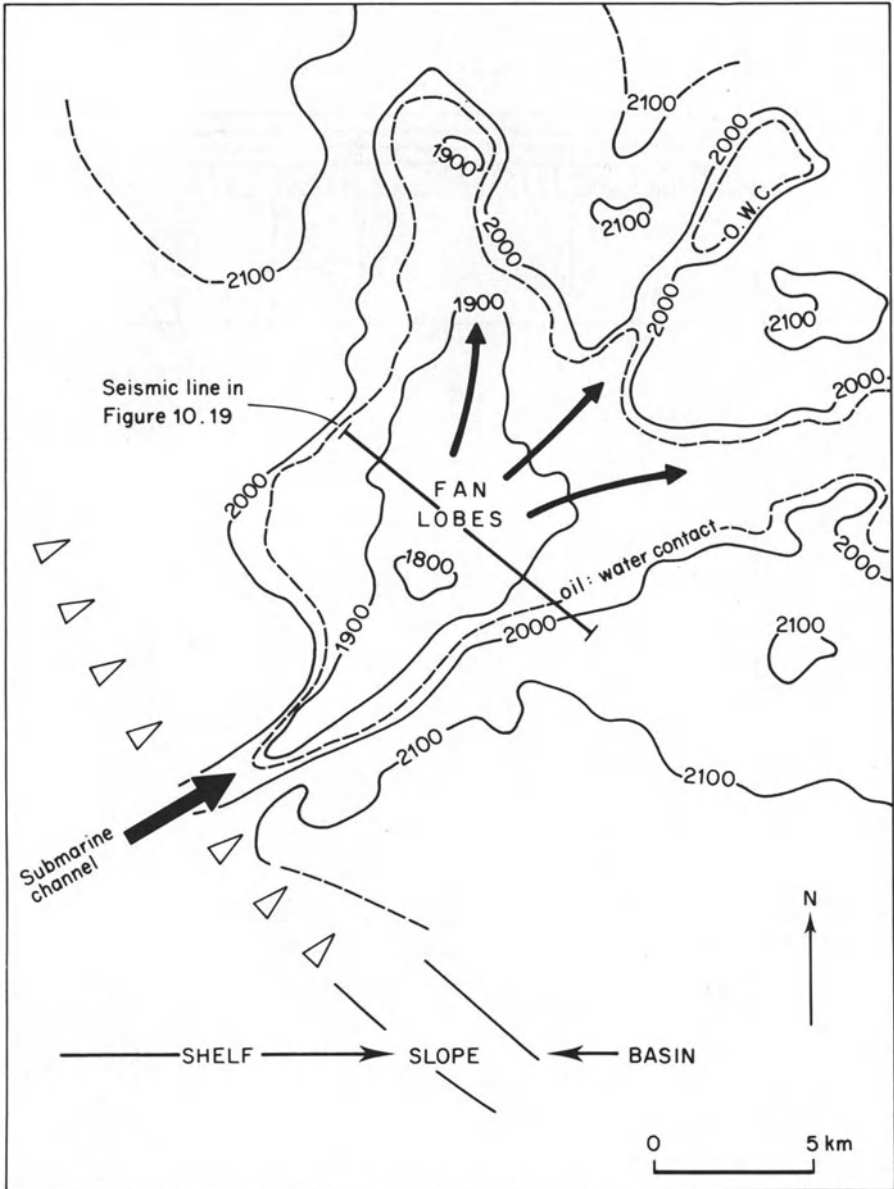 1900
2100
2000
O.W.C.
2100
2000
2100
2000
1900
2100
2000
Seismic line in
Figure 10.19
FAN
LOBES
2000
1800
oil : water contact
2000
2000
1900
2100
2100
2100
Submarine
channel
N
SHELF
SLOPE
BASIN
0
5 km